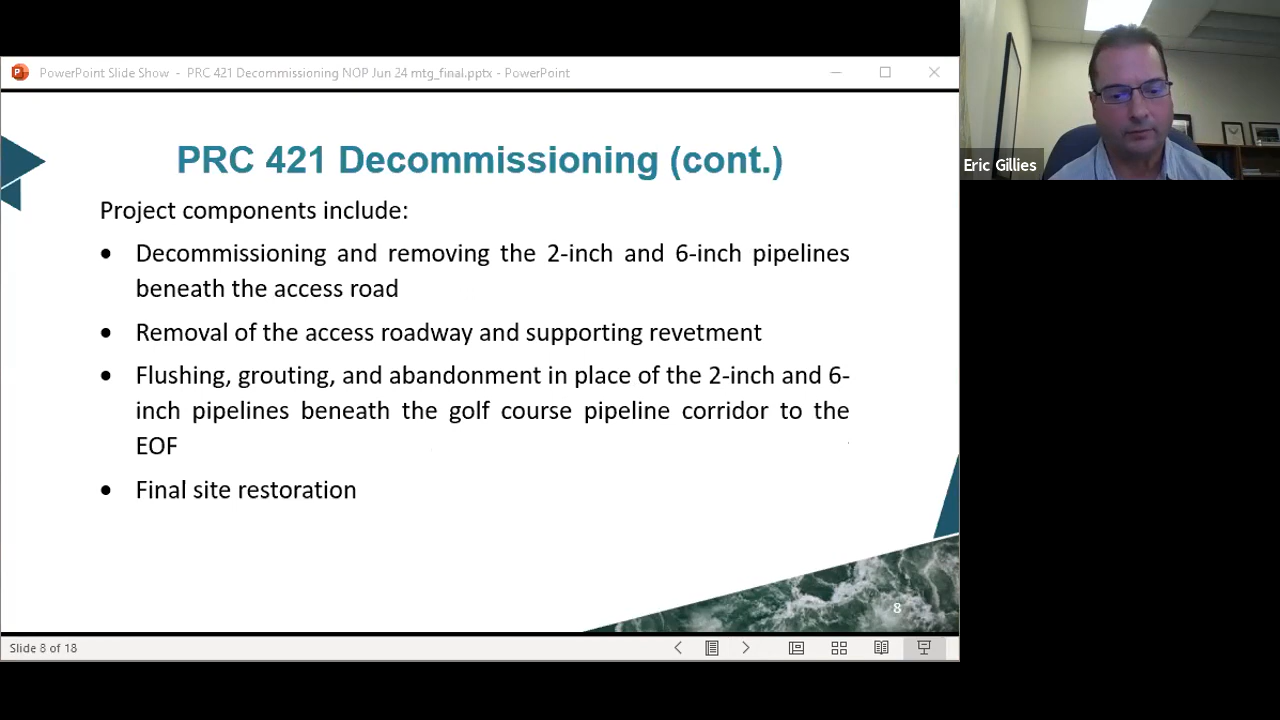 PowerPoint Slide Show - PRC 421 Decommissioning NOP Jun 24 mtg_final.pptx - PowerPoint
Eric Gillies
PRC 421 Decommissioning (cont.)
Project components include:
• Decommissioning and removing the 2-inch and 6-inch pipelines
beneath the access road
• Removal of the access roadway and supporting revetment
• Flushing, grouting, and abandonment in place of the 2-inch and 6-
inch pipelines beneath the golf course pipeline corridor to the
EOF
• Final site restoration
8
Slide 8 of 18